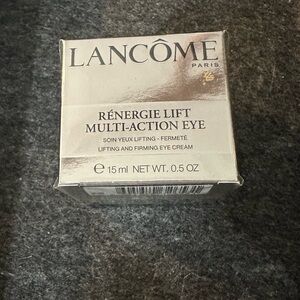 LANCÔME
PARIS
RÉNERGIE LIFT
MULTI-ACTION EYE
SOIN YEUX LIFTING - FERMETÉ
LIFTING AND FIRMING EYE CREAM
℮ 15 ml NET WT. 0.5 OZ